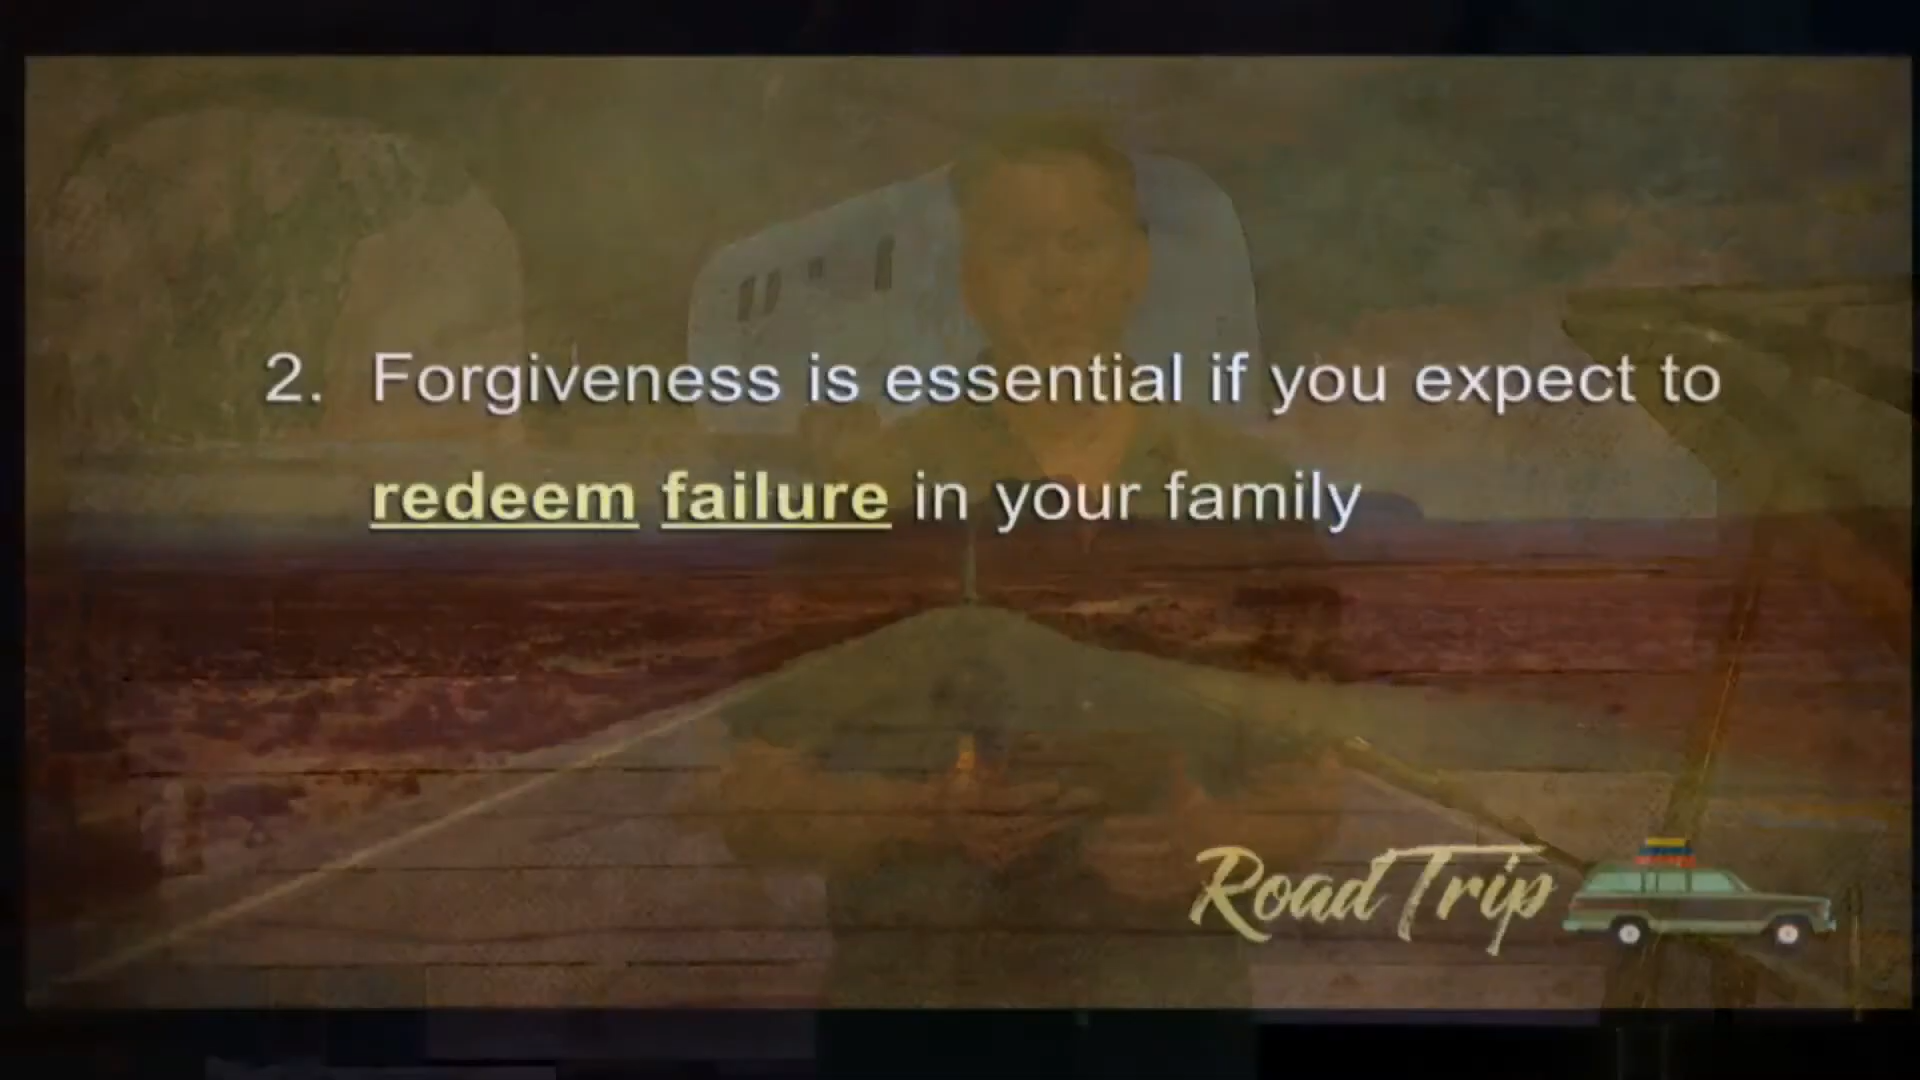 2. Forgiveness is essential if you expect to
redeem failure in your family
Road Trip